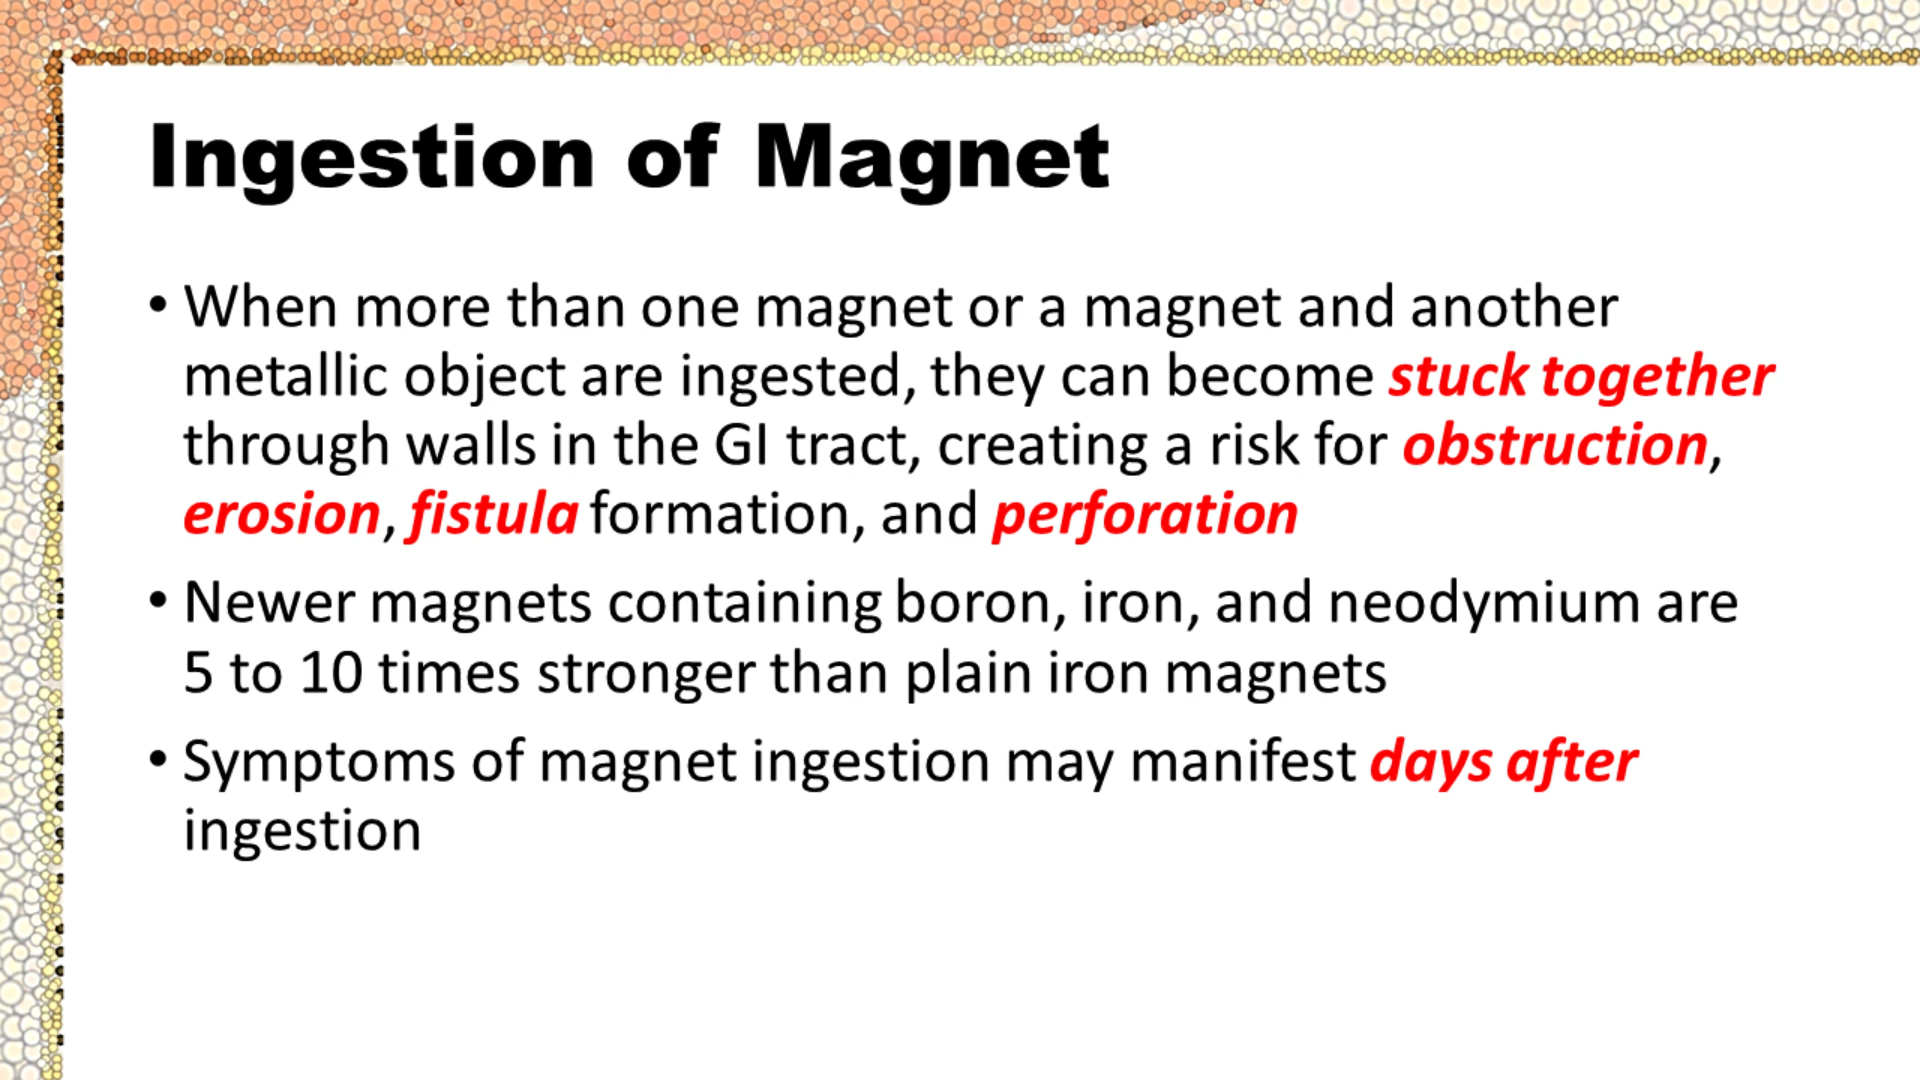 Ingestion of Magnet
• When more than one magnet or a magnet and another
metallic object are ingested, they can become stuck together
through walls in the GI tract, creating a risk for obstruction,
erosion, fistula formation, and perforation
• Newer magnets containing boron, iron, and neodymium are
5 to 10 times stronger than plain iron magnets
• Symptoms of magnet ingestion may manifest days after
ingestion